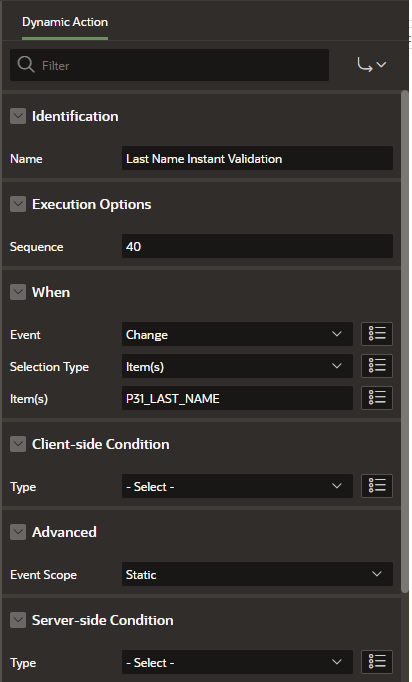 Dynamic Action
Filter
Identification
Name Last Name Instant Validation
Execution Options
Sequence 40
When
Event Change
Selection Type Item(s)
Item(s) P31_LAST_NAME
Client-side Condition
Type - Select -
Advanced
Event Scope Static
Server-side Condition
Type - Select -